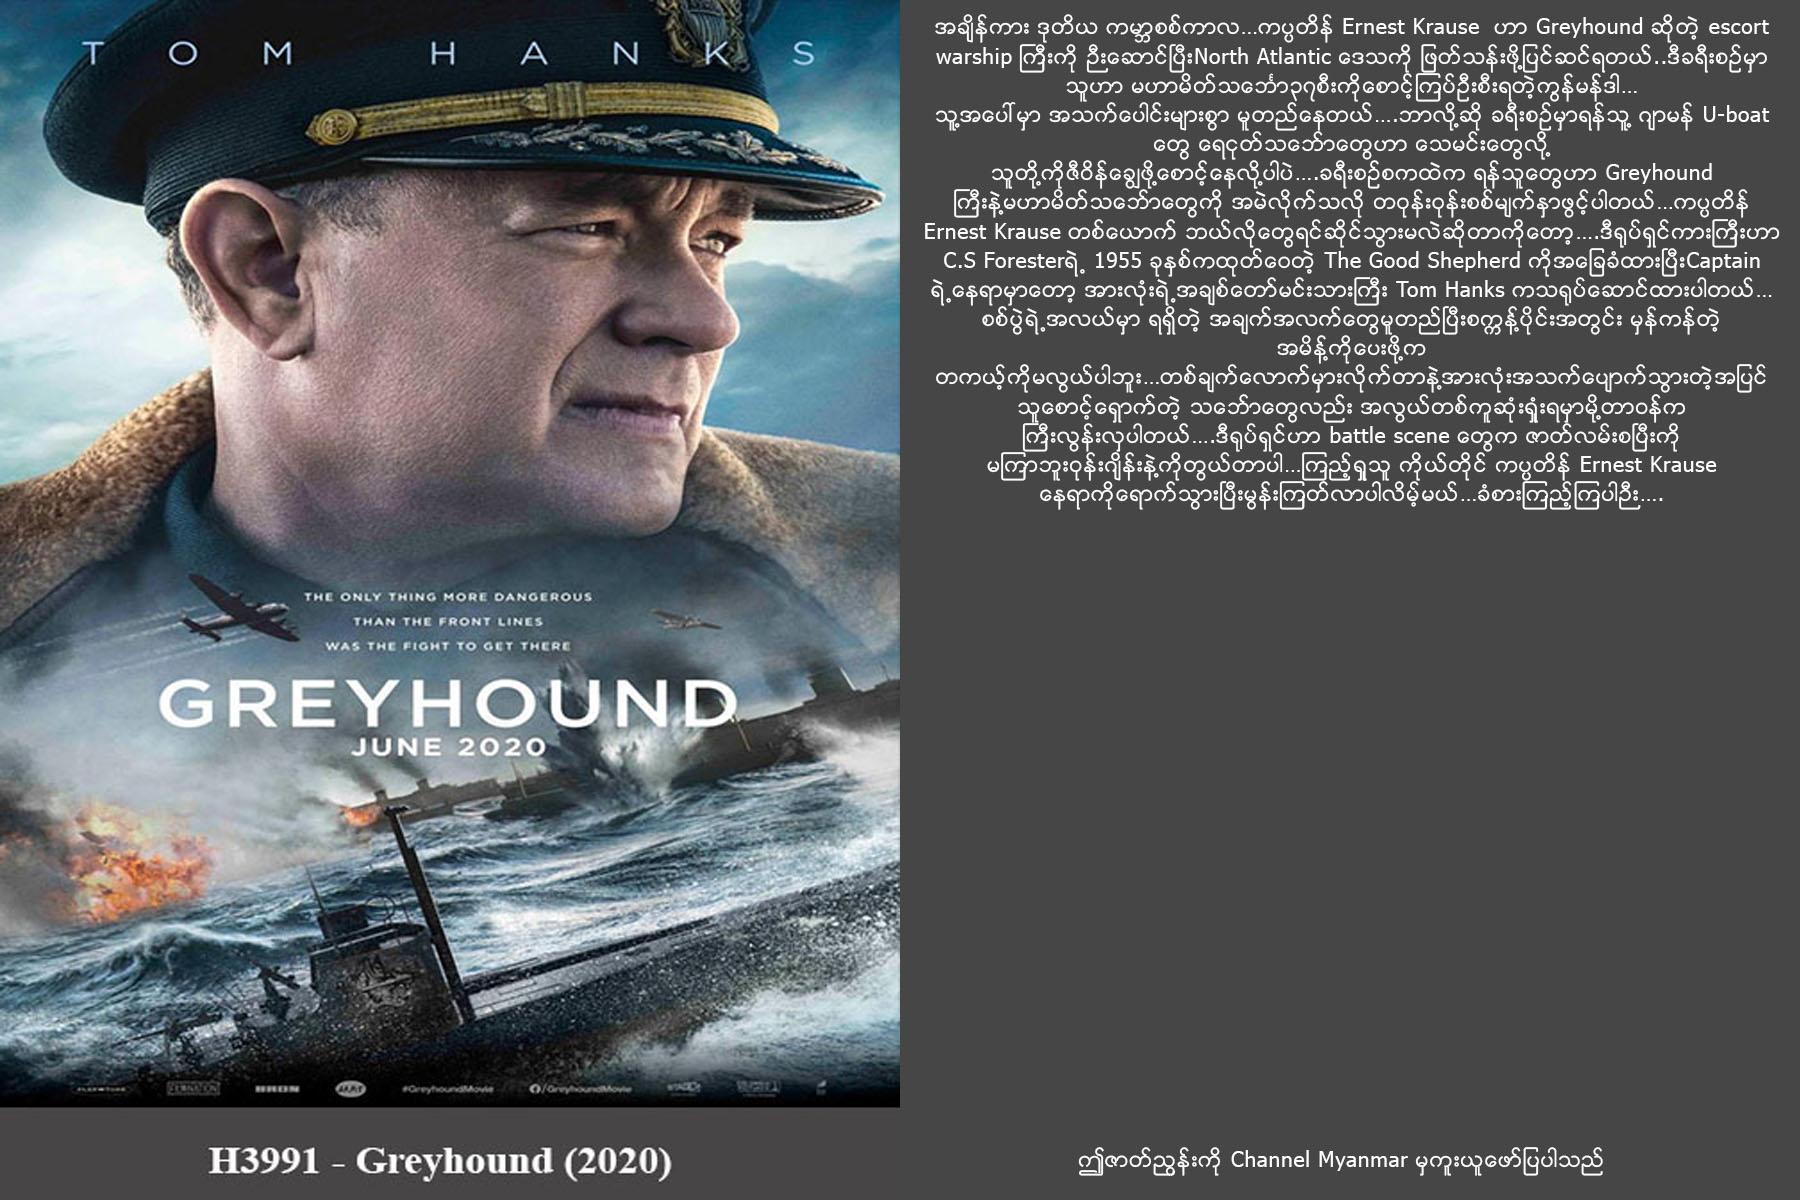 TOM HANKS
THE ONLY THING MORE DANGEROUS
THAN THE FRONT LINES
WAS THE FIGHT TO GET THERE
GREYHOUND
JUNE 2020
#GreyhoundMovie
/GreyhoundMovie
H3991 - Greyhound (2020)
အချိန်ကား ဒုတိယ ကမ္ဘာစစ်ကာလ…ကပ္ပတိန် Ernest Krause ဟာ Greyhound ဆိုတဲ့ escort
warship ကြီးကို ဦးဆောင်ပြီးNorth Atlantic ဒေသကို ဖြတ်သန်းဖို့ပြင်ဆင်ရတယ်..ဒီခရီးစဉ်မှာ
သူဟာ မဟာမိတ်သင်္ဘော၃၇စီးကိုစောင့်ကြပ်ဦးစီးရတဲ့ကွန်မန်ဒါ…
သူ့အပေါ်မှာ အသက်ပေါင်းများစွာ မူတည်နေတယ်….ဘာလို့ဆို ခရီးစဉ်မှာရန်သူ့ ဂျာမန် U-boat
တွေ ရေငုတ်သဘော်တွေဟာ သေမင်းတွေလို့
သူတို့ကိုဇီဝိန်ချွေဖို့စောင့်နေလို့ပါပဲ….ခရီးစဉ်စကထဲက ရန်သူတွေဟာ Greyhound
ကြီးနဲ့မဟာမိတ်သဘော်တွေကို အမဲလိုက်သလို တဝုန်းဝုန်းစစ်မျက်နှာဖွင့်ပါတယ်…ကပ္ပတိန်
Ernest Krause တစ်ယောက် ဘယ်လိုတွေရင်ဆိုင်သွားမလဲဆိုတာကိုတော့….ဒီရုပ်ရှင်ကားကြီးဟာ
C.S Foresterရဲ့ 1955 ခုနှစ်ကထုတ်ဝေတဲ့ The Good Shepherd ကိုအခြေခံထားပြီးCaptain
ရဲ့နေရာမှာတော့ အားလုံးရဲ့အချစ်တော်မင်းသားကြီး Tom Hanks ကသရုပ်ဆောင်ထားပါတယ်…
စစ်ပွဲရဲ့အလယ်မှာ ရရှိတဲ့ အချက်အလက်တွေမူတည်ပြီးစက္ကန့်ပိုင်းအတွင်း မှန်ကန်တဲ့
အမိန့်ကိုပေးဖို့က
တကယ့်ကိုမလွယ်ပါဘူး…တစ်ချက်လောက်မှားလိုက်တာနဲ့အားလုံးအသက်ပျောက်သွားတဲ့အပြင်
သူစောင့်ရှောက်တဲ့ သဘော်တွေလည်း အလွယ်တစ်ကူဆုံးရှုံးရမှာမို့တာဝန်က
ကြီးလွန်းလှပါတယ်….ဒီရုပ်ရှင်ဟာ battle scene တွေက ဇာတ်လမ်းစပြီးကို
မကြာဘူးဝုန်းဂျိန်းနဲ့ကိုတွယ်တာပါ…ကြည့်ရှုသူ ကိုယ်တိုင် ကပ္ပတိန် Ernest Krause
နေရာကိုရောက်သွားပြီးမွန်းကြတ်လာပါလိမ့်မယ်…ခံစားကြည့်ကြပါဦး….
ဤဇာတ်ညွှန်းကို Channel Myanmar မှကူးယူဖော်ပြပါသည်